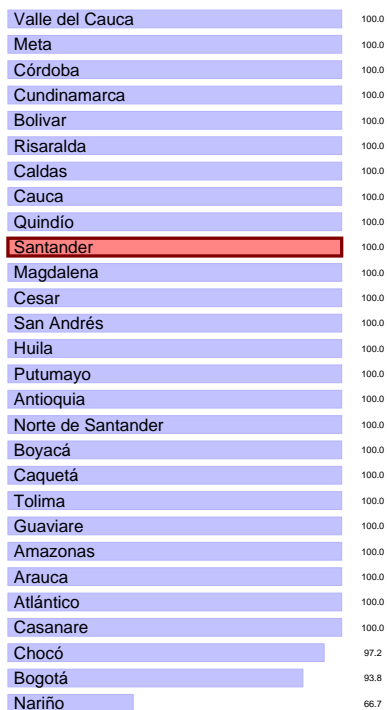 Valle del Cauca 100.0
Meta 100.0
Córdoba 100.0
Cundinamarca 100.0
Bolivar 100.0
Risaralda 100.0
Caldas 100.0
Cauca 100.0
Quindío 100.0
Santander 100.0
Magdalena 100.0
Cesar 100.0
San Andrés 100.0
Huila 100.0
Putumayo 100.0
Antioquia 100.0
Norte de Santander 100.0
Boyacá 100.0
Caquetá 100.0
Tolima 100.0
Guaviare 100.0
Amazonas 100.0
Arauca 100.0
Atlántico 100.0
Casanare 100.0
Chocó 97.2
Bogotá 93.8
Nariño 66.7